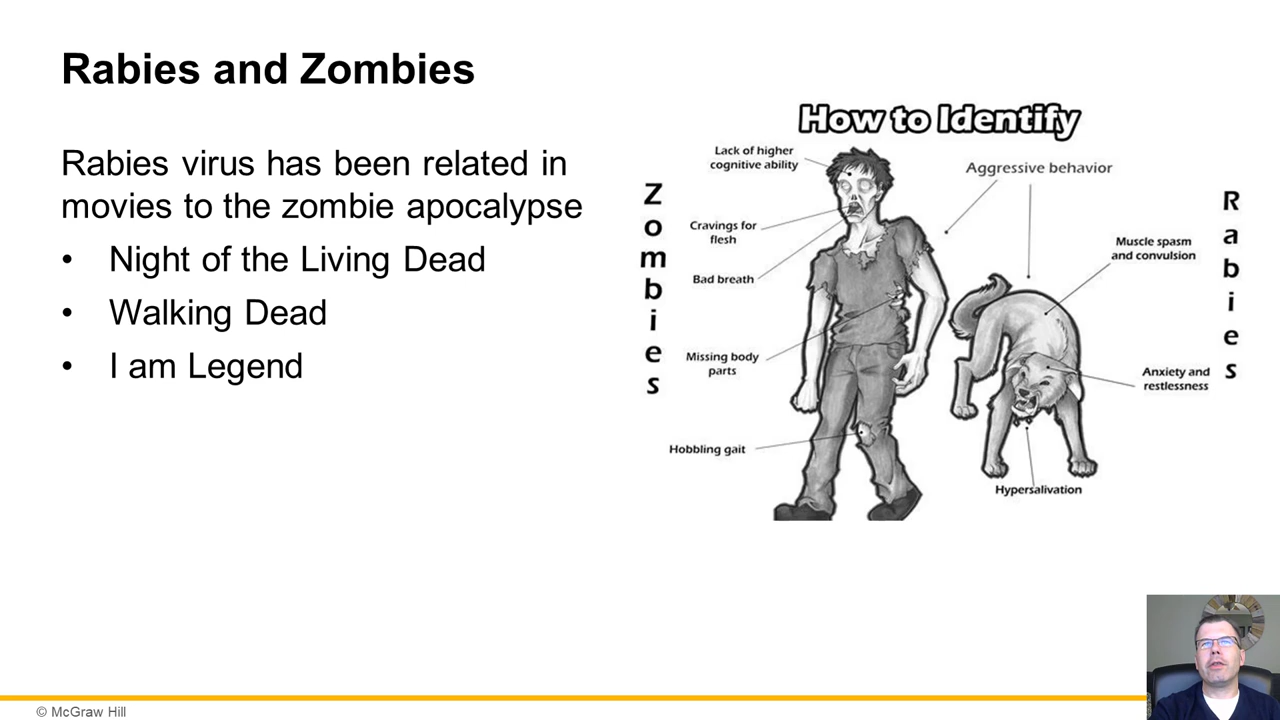 Rabies and Zombies
Rabies virus has been related in
movies to the zombie apocalypse
• Night of the Living Dead
• Walking Dead
• I am Legend
How to Identify
Zombies
Lack of higher
cognitive ability
Cravings for
flesh
Bad breath
Missing body
parts
Hobbling gait
Aggressive behavior
Muscle spasm
and convulsion
Anxiety and
restlessness
Hypersalivation
Rabies
© McGraw Hill